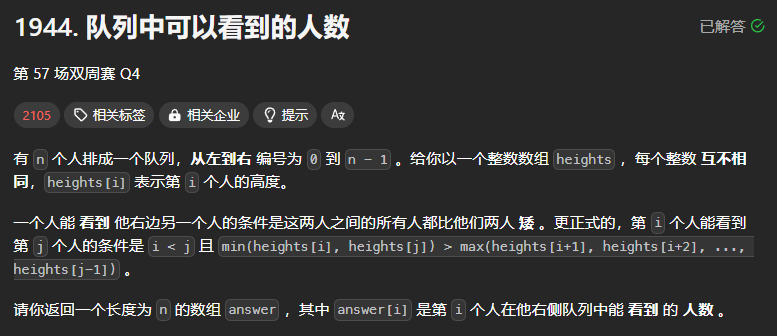 1944. 队列中可以看到的人数
已解答
第 57 场双周赛 Q4
2105 相关标签 相关企业 提示
有 n 个人排成一个队列，从左到右 编号为 0 到 n - 1 。给你以一个整数数组 heights ，每个整数 互不相
同，heights[i] 表示第 i 个人的高度。
一个人能 看到 他右边另一个人的条件是这两人之间的所有人都比他们两人 矮 。更正式的，第 i 个人能看到
第 j 个人的条件是 i < j 且 min(heights[i], heights[j]) > max(heights[i+1], heights[i+2], ...,
heights[j-1]) 。
请你返回一个长度为 n 的数组 answer ，其中 answer[i] 是第 i 个人在他右侧队列中能 看到 的 人数 。